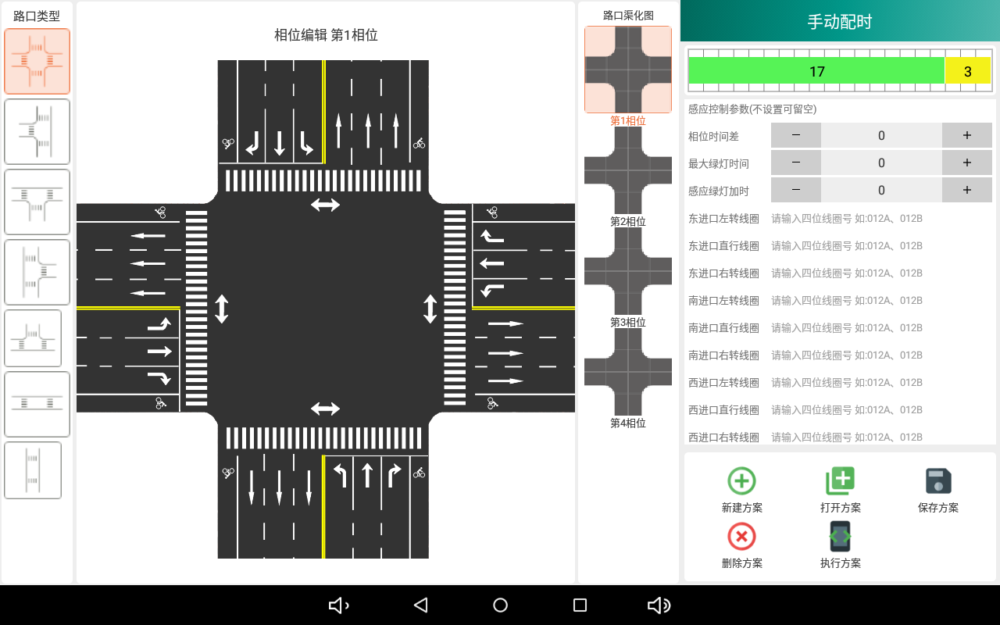 路口类型
相位编辑 第1相位
路口渠化图
第1相位
第2相位
第3相位
第4相位
手动配时
17
3
感应控制参数(不设置可留空)
相位时间差 − 0 +
最大绿灯时间 − 0 +
感应绿灯加时 − 0 +
东进口左转线圈 请输入四位线圈号 如:012A、012B
东进口直行线圈 请输入四位线圈号 如:012A、012B
东进口右转线圈 请输入四位线圈号 如:012A、012B
南进口左转线圈 请输入四位线圈号 如:012A、012B
南进口直行线圈 请输入四位线圈号 如:012A、012B
南进口右转线圈 请输入四位线圈号 如:012A、012B
西进口左转线圈 请输入四位线圈号 如:012A、012B
西进口直行线圈 请输入四位线圈号 如:012A、012B
西进口右转线圈 请输入四位线圈号 如:012A、012B
新建方案
打开方案
保存方案
删除方案
执行方案